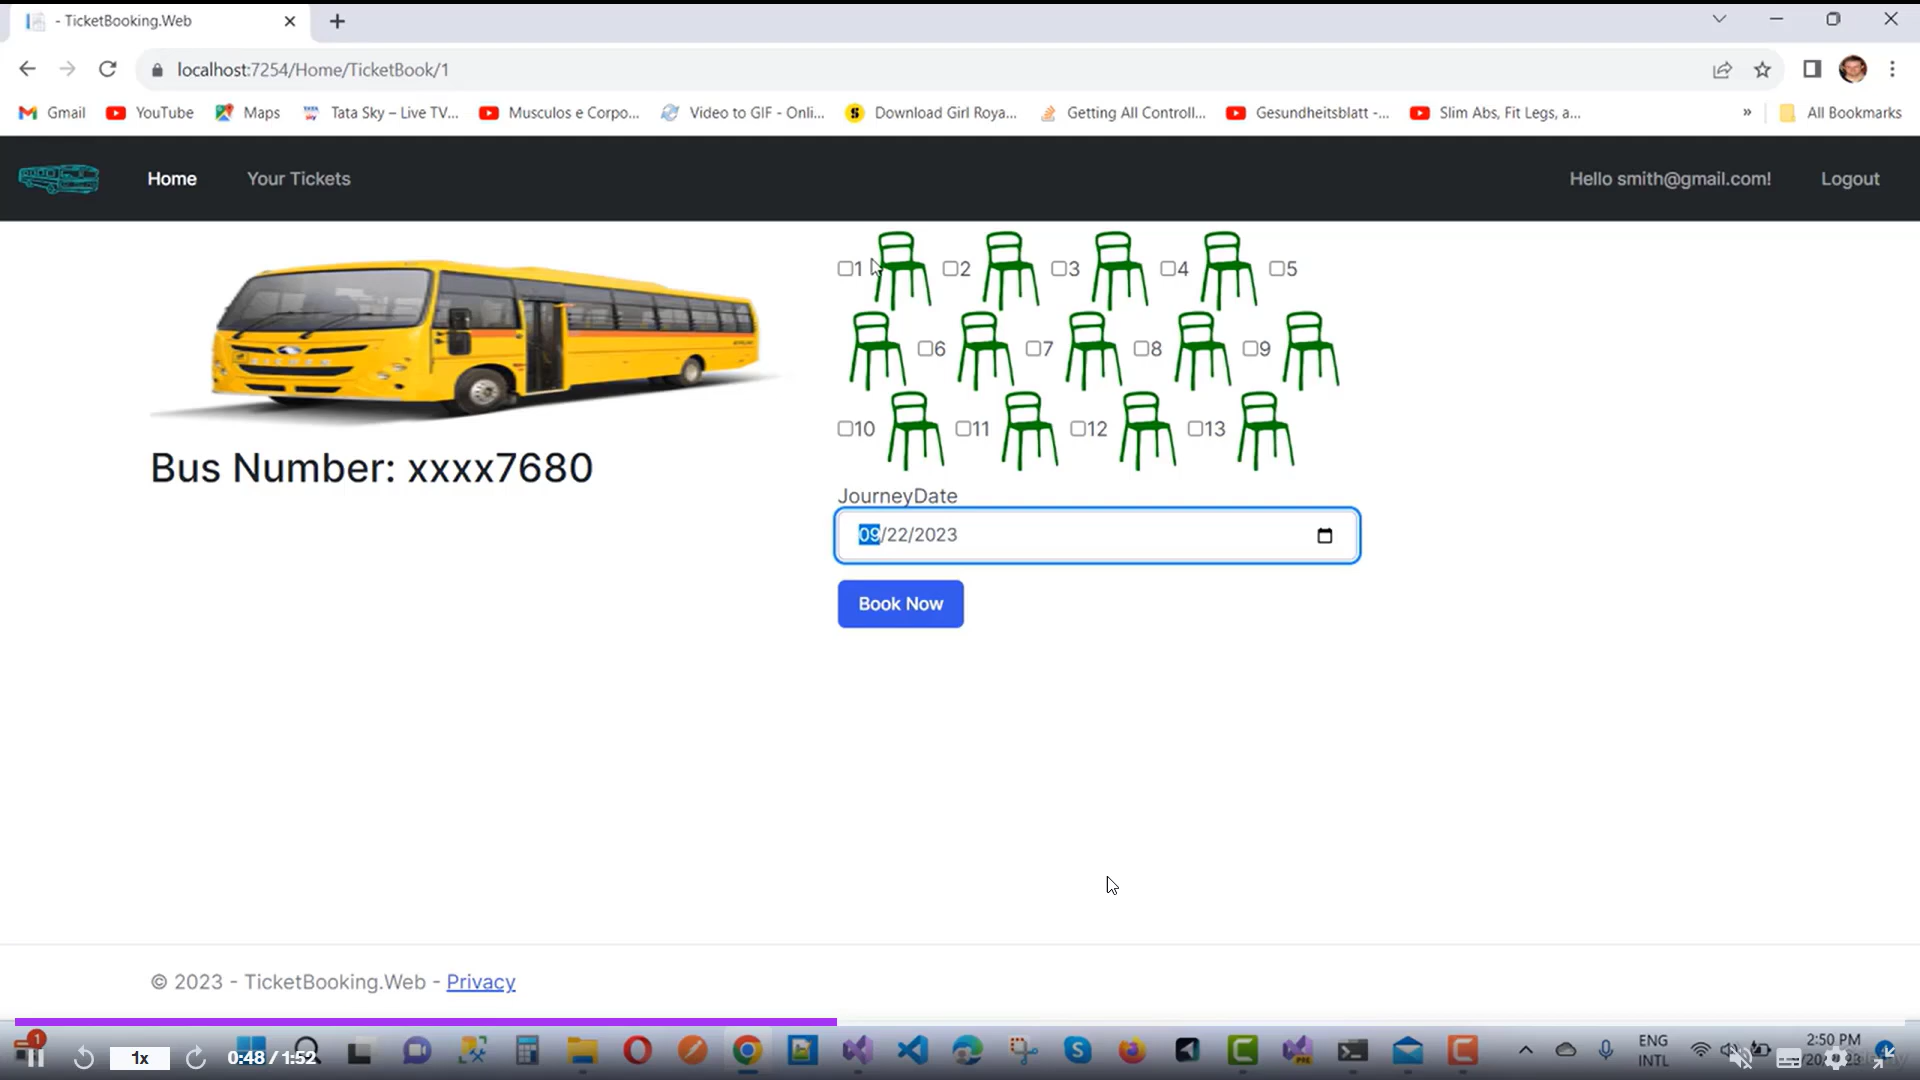 - TicketBooking.Web
localhost:7254/Home/TicketBook/1
Gmail YouTube Maps Tata Sky – Live TV... Musculos e Corpo... Video to GIF - Onli... Download Girl Roya... Getting All Controll... Gesundheitsblatt -... Slim Abs, Fit Legs, a... » All Bookmarks
Home Your Tickets Hello smith@gmail.com! Logout
1 2 3 4 5
6 7 8 9
10 11 12 13
Bus Number: xxxx7680
JourneyDate
09/22/2023
Book Now
© 2023 - TicketBooking.Web - Privacy
1
1x 0:48 / 1:52
ENG
INTL
2:50 PM